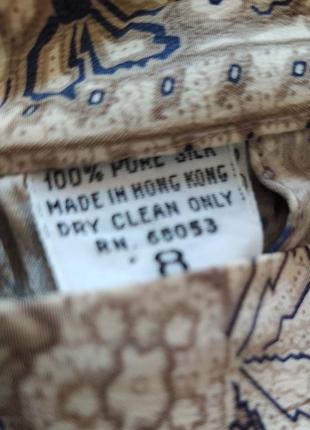 100% PURE SILK
MADE IN HONG KONG
DRY CLEAN ONLY
RN. 68053
8